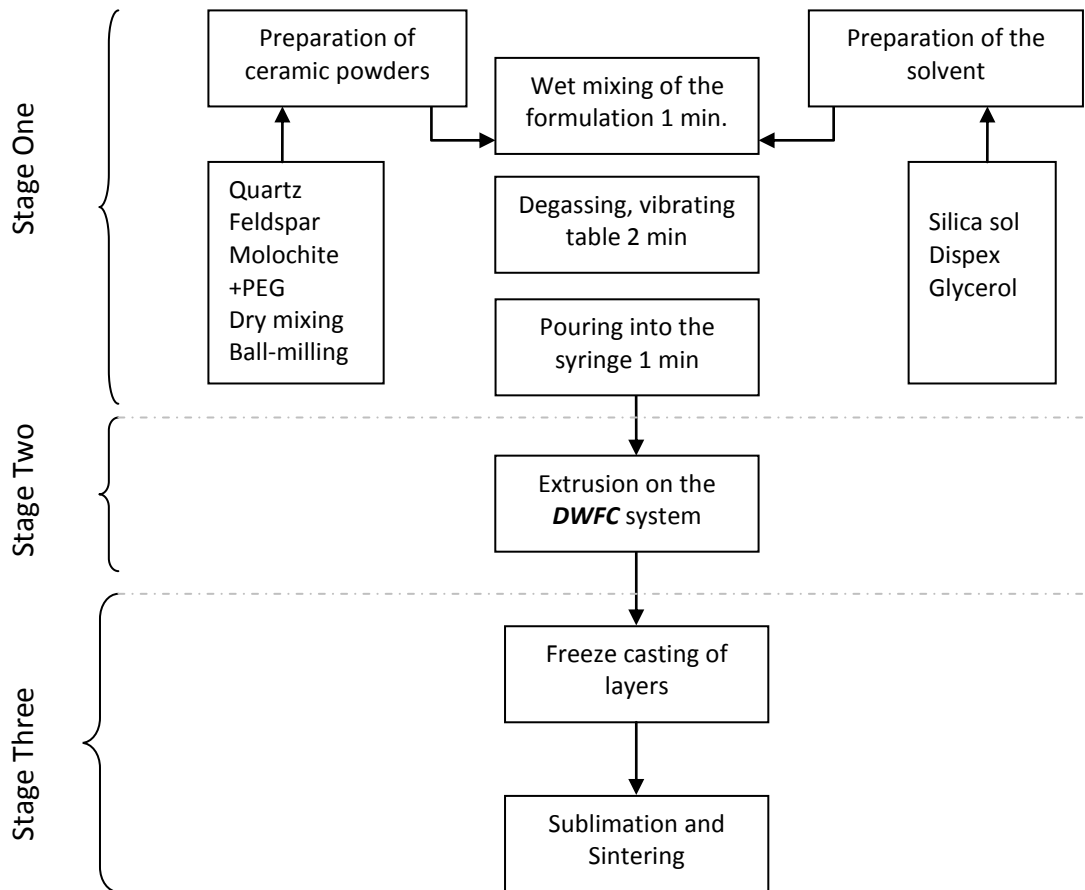 Stage One
Preparation of
ceramic powders
Wet mixing of the
formulation 1 min.
Preparation of the
solvent
Quartz
Feldspar
Molochite
+PEG
Dry mixing
Ball-milling
Degassing, vibrating
table 2 min
Silica sol
Dispex
Glycerol
Pouring into the
syringe 1 min
Stage Two
Extrusion on the
DWFC system
Stage Three
Freeze casting of
layers
Sublimation and
Sintering